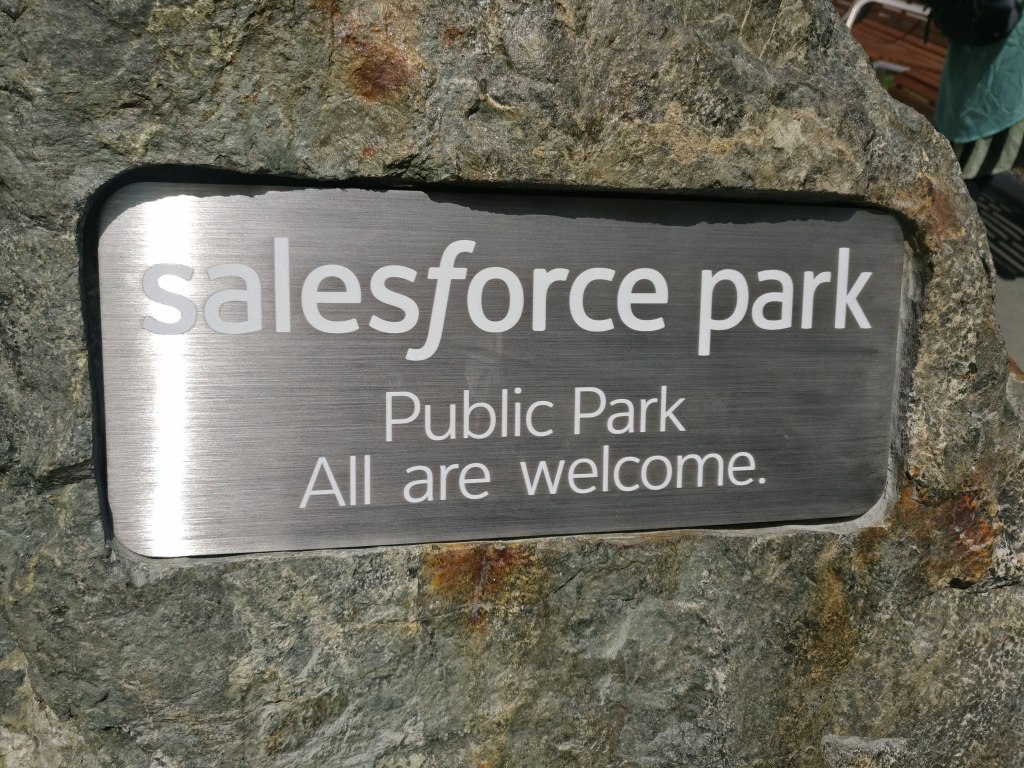 salesforce park
Public Park
All are welcome.